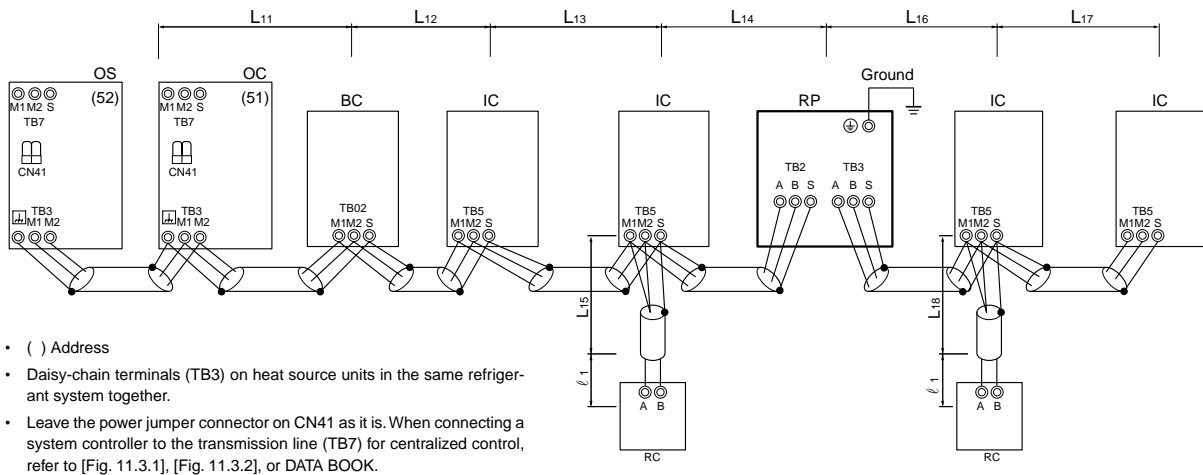 L11 L12 L13 L14 L16 L17
OS OC Ground
(52) (51) BC IC IC RP IC IC
M1 M2 S M1 M2 S
TB7 TB7
CN41 CN41
TB2 TB3
A B S A B S
TB3 TB3 TB02 TB5 TB5 TB5 TB5
M1 M2 M1 M2 M1 M2 S M1 M2 S M1 M2 S M1 M2 S M1 M2 S
L15 L18
ℓ1 ℓ1
A B A B
RC RC
• ( ) Address
• Daisy-chain terminals (TB3) on heat source units in the same refriger-
ant system together.
• Leave the power jumper connector on CN41 as it is. When connecting a
system controller to the transmission line (TB7) for centralized control,
refer to [Fig. 11.3.1], [Fig. 11.3.2], or DATA BOOK.